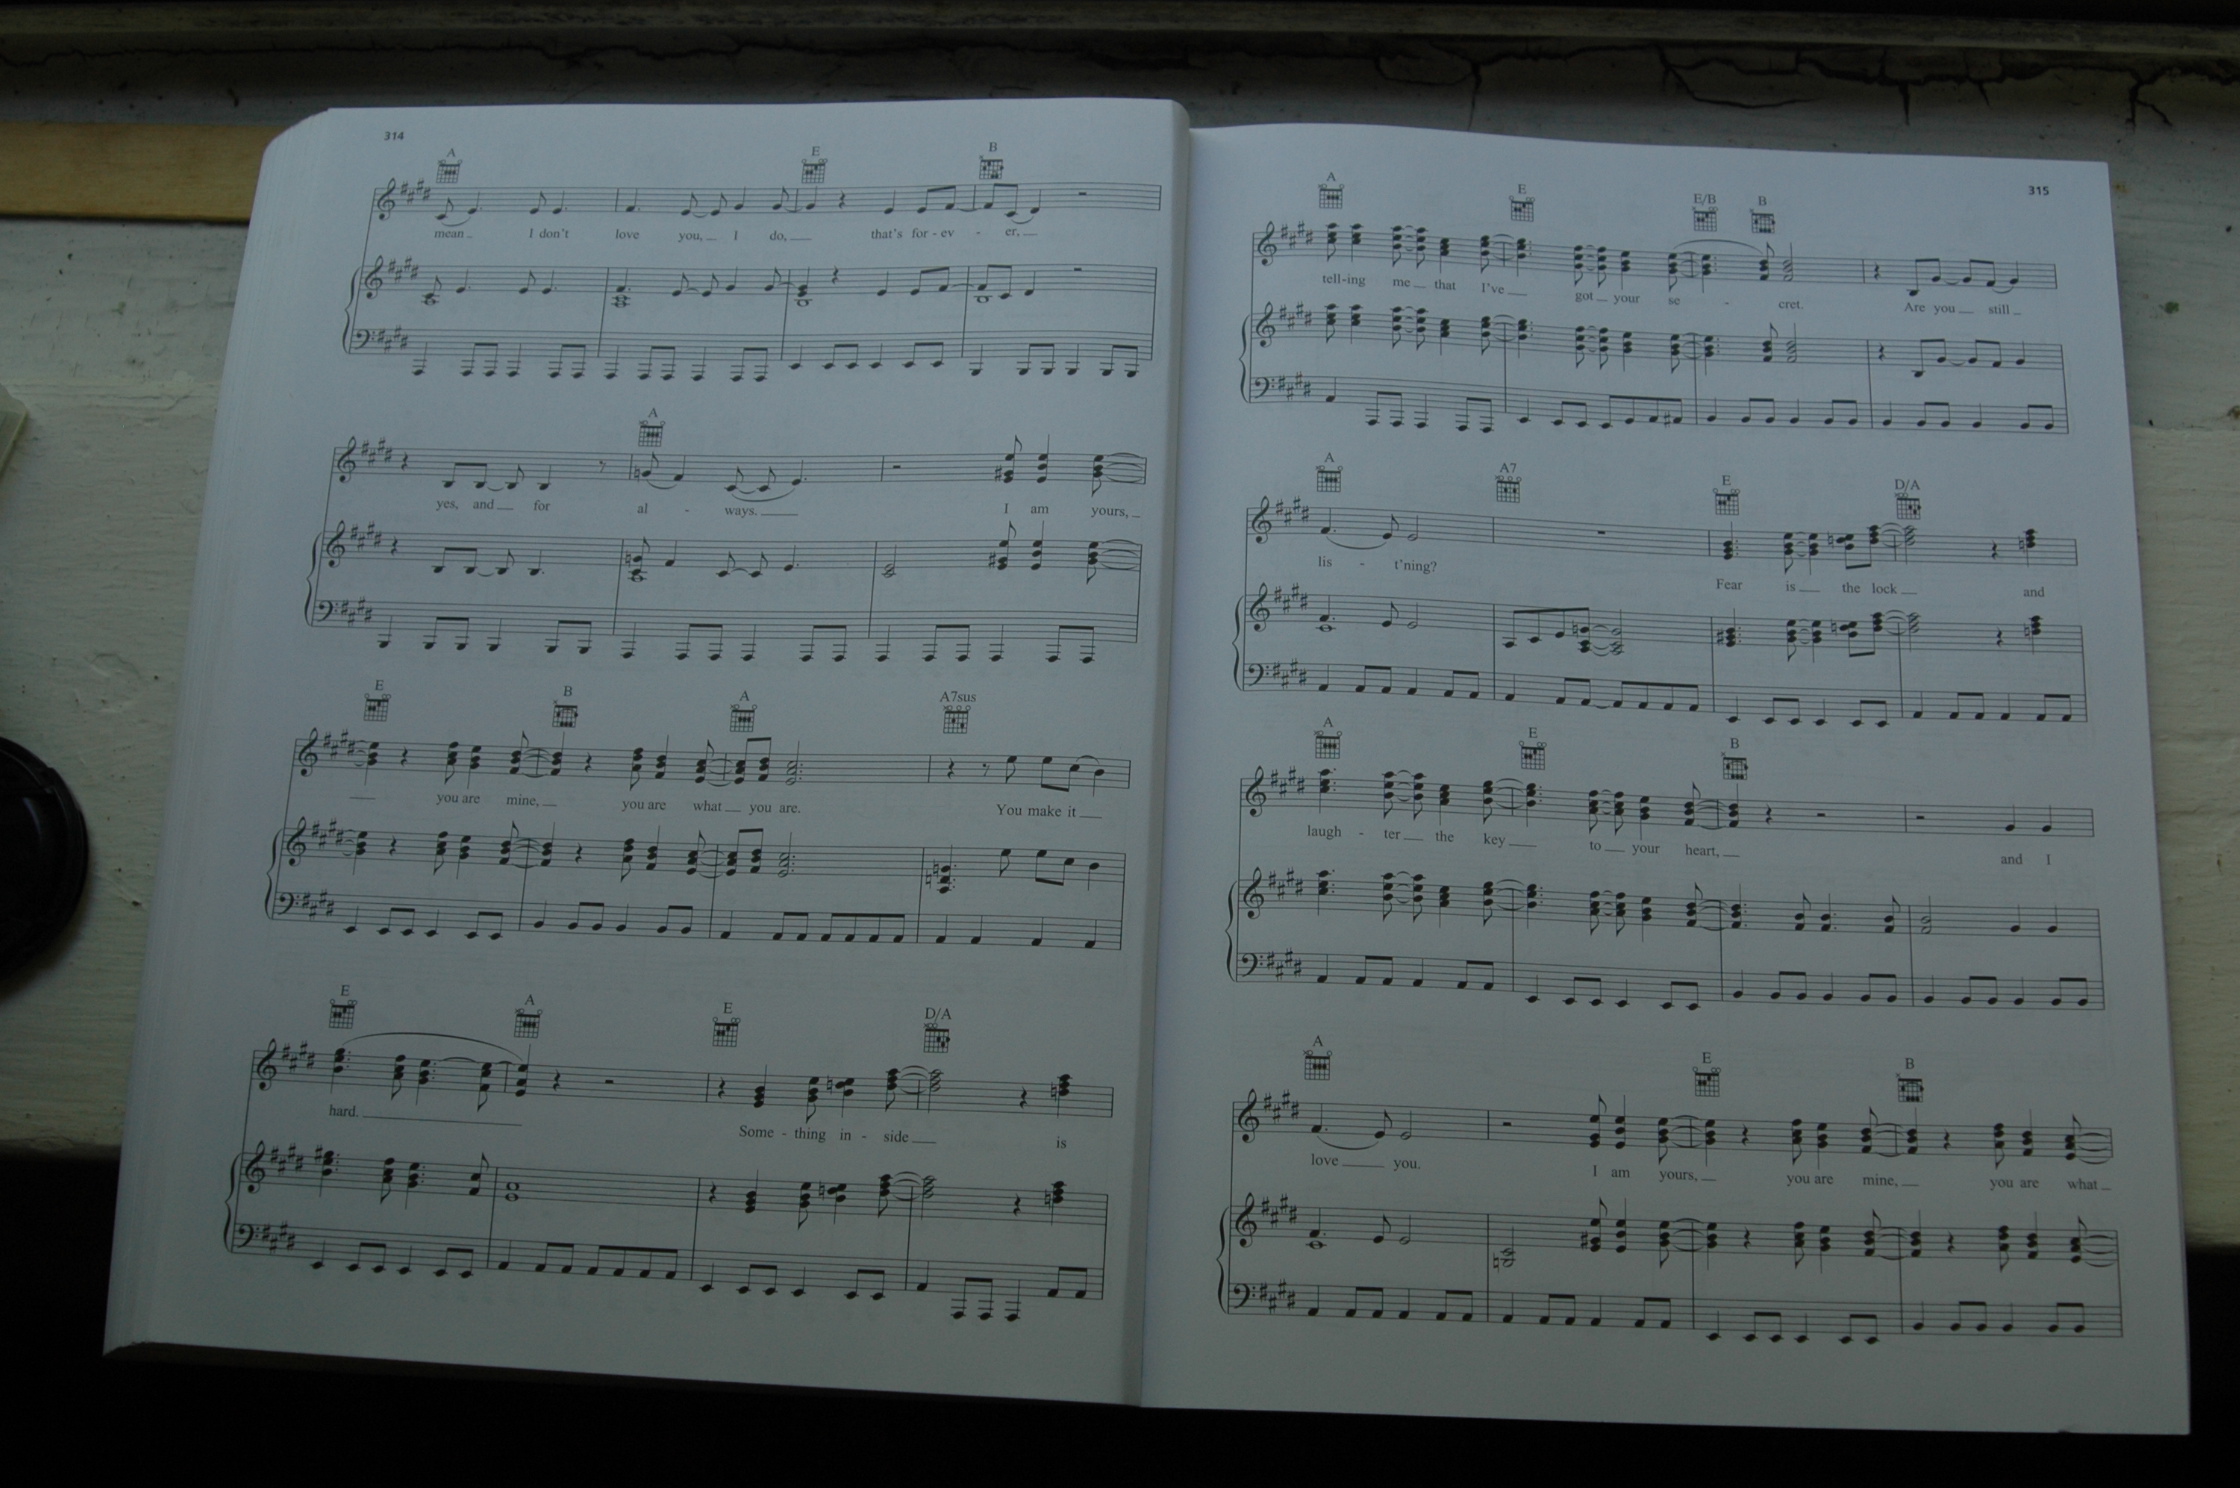 314
A E B
mean I don't love you, I do, that's for - ev - er,
A
yes, and for al - ways. I am yours,
E B A A7sus
you are mine, you are what you are. You make it
E A E D/A
hard. Some - thing in - side is
315
A E E/B B
tell-ing me that I've got your se - cret. Are you still
A A7 E D/A
lis - t'ning? Fear is the lock and
A E B
laugh - ter the key to your heart, and I
A E B
love you. I am yours, you are mine, you are what